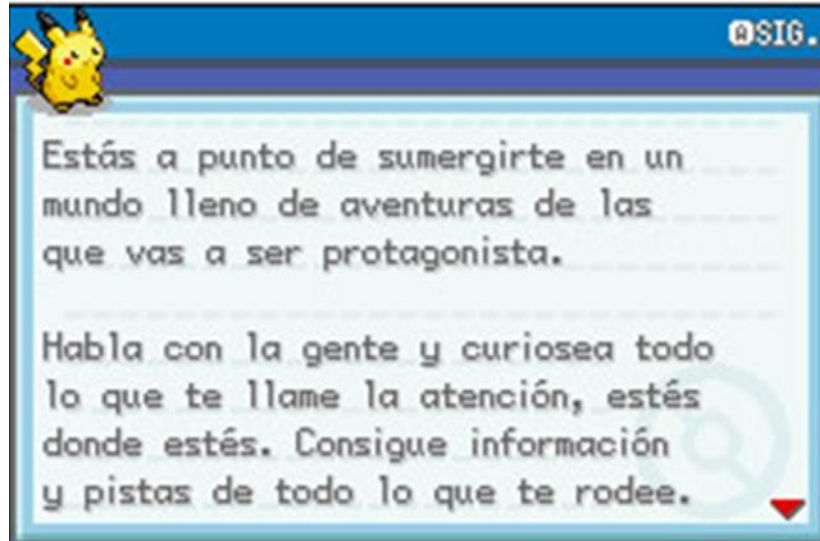 ⒶSIG.
Estás a punto de sumergirte en un
mundo lleno de aventuras de las
que vas a ser protagonista.
Habla con la gente y curiosea todo
lo que te llame la atención, estés
donde estés. Consigue información
y pistas de todo lo que te rodee.